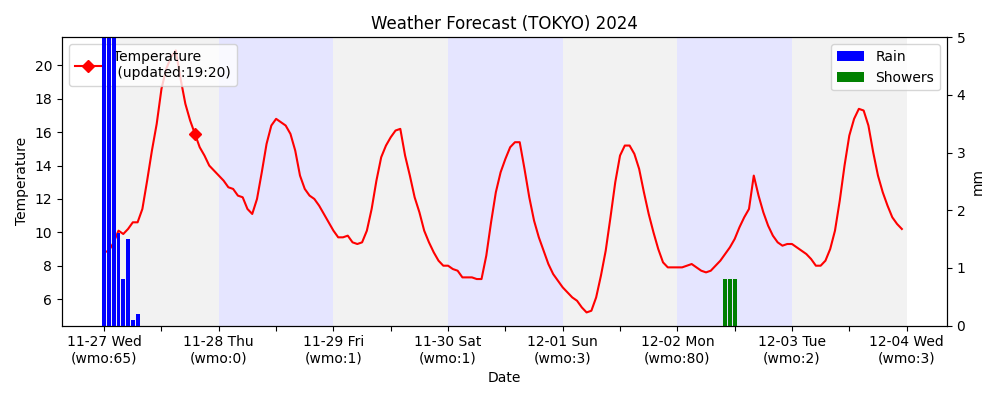 Weather Forecast (TOKYO) 2024
Temperature
(updated:19:20)
Rain
Showers
Temperature
20
18
16
14
12
10
8
6
5
4
3
2
1
0
mm
11-27 Wed
(wmo:65)
11-28 Thu
(wmo:0)
11-29 Fri
(wmo:1)
11-30 Sat
(wmo:1)
12-01 Sun
(wmo:3)
12-02 Mon
(wmo:80)
12-03 Tue
(wmo:2)
12-04 Wed
(wmo:3)
Date